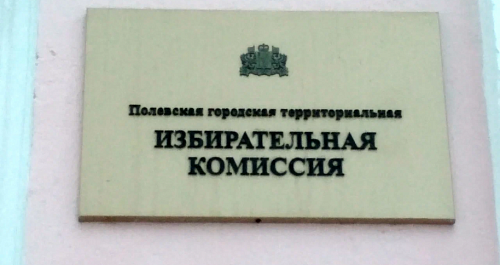 Полевская городская территориальная
ИЗБИРАТЕЛЬНАЯ
КОМИССИЯ